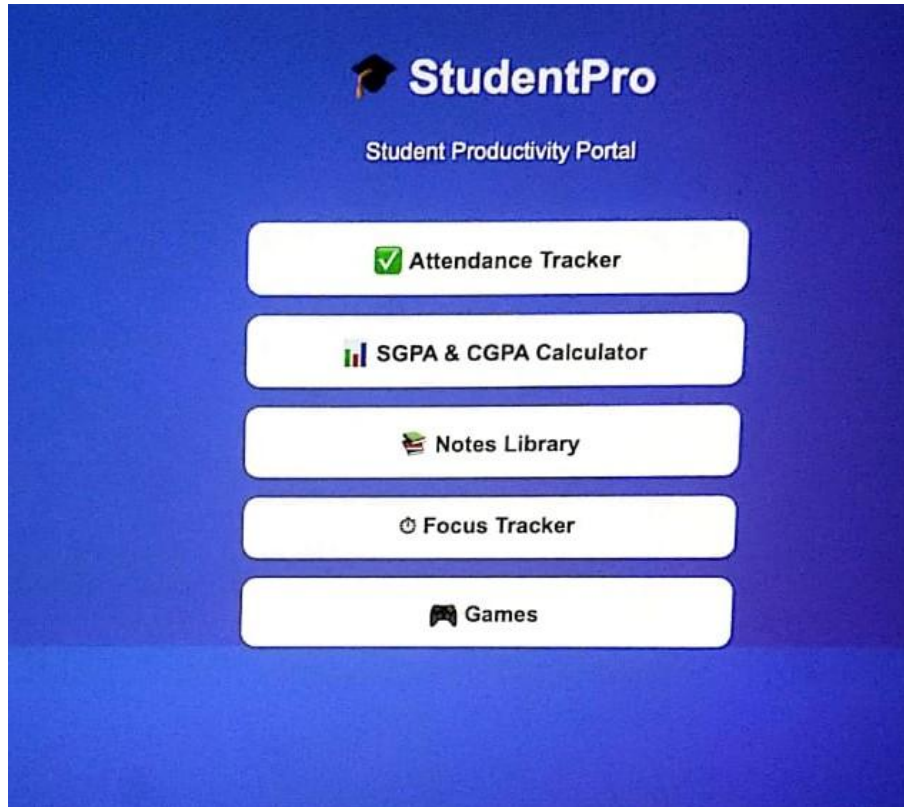 StudentPro
Student Productivity Portal
Attendance Tracker
SGPA & CGPA Calculator
Notes Library
Focus Tracker
Games